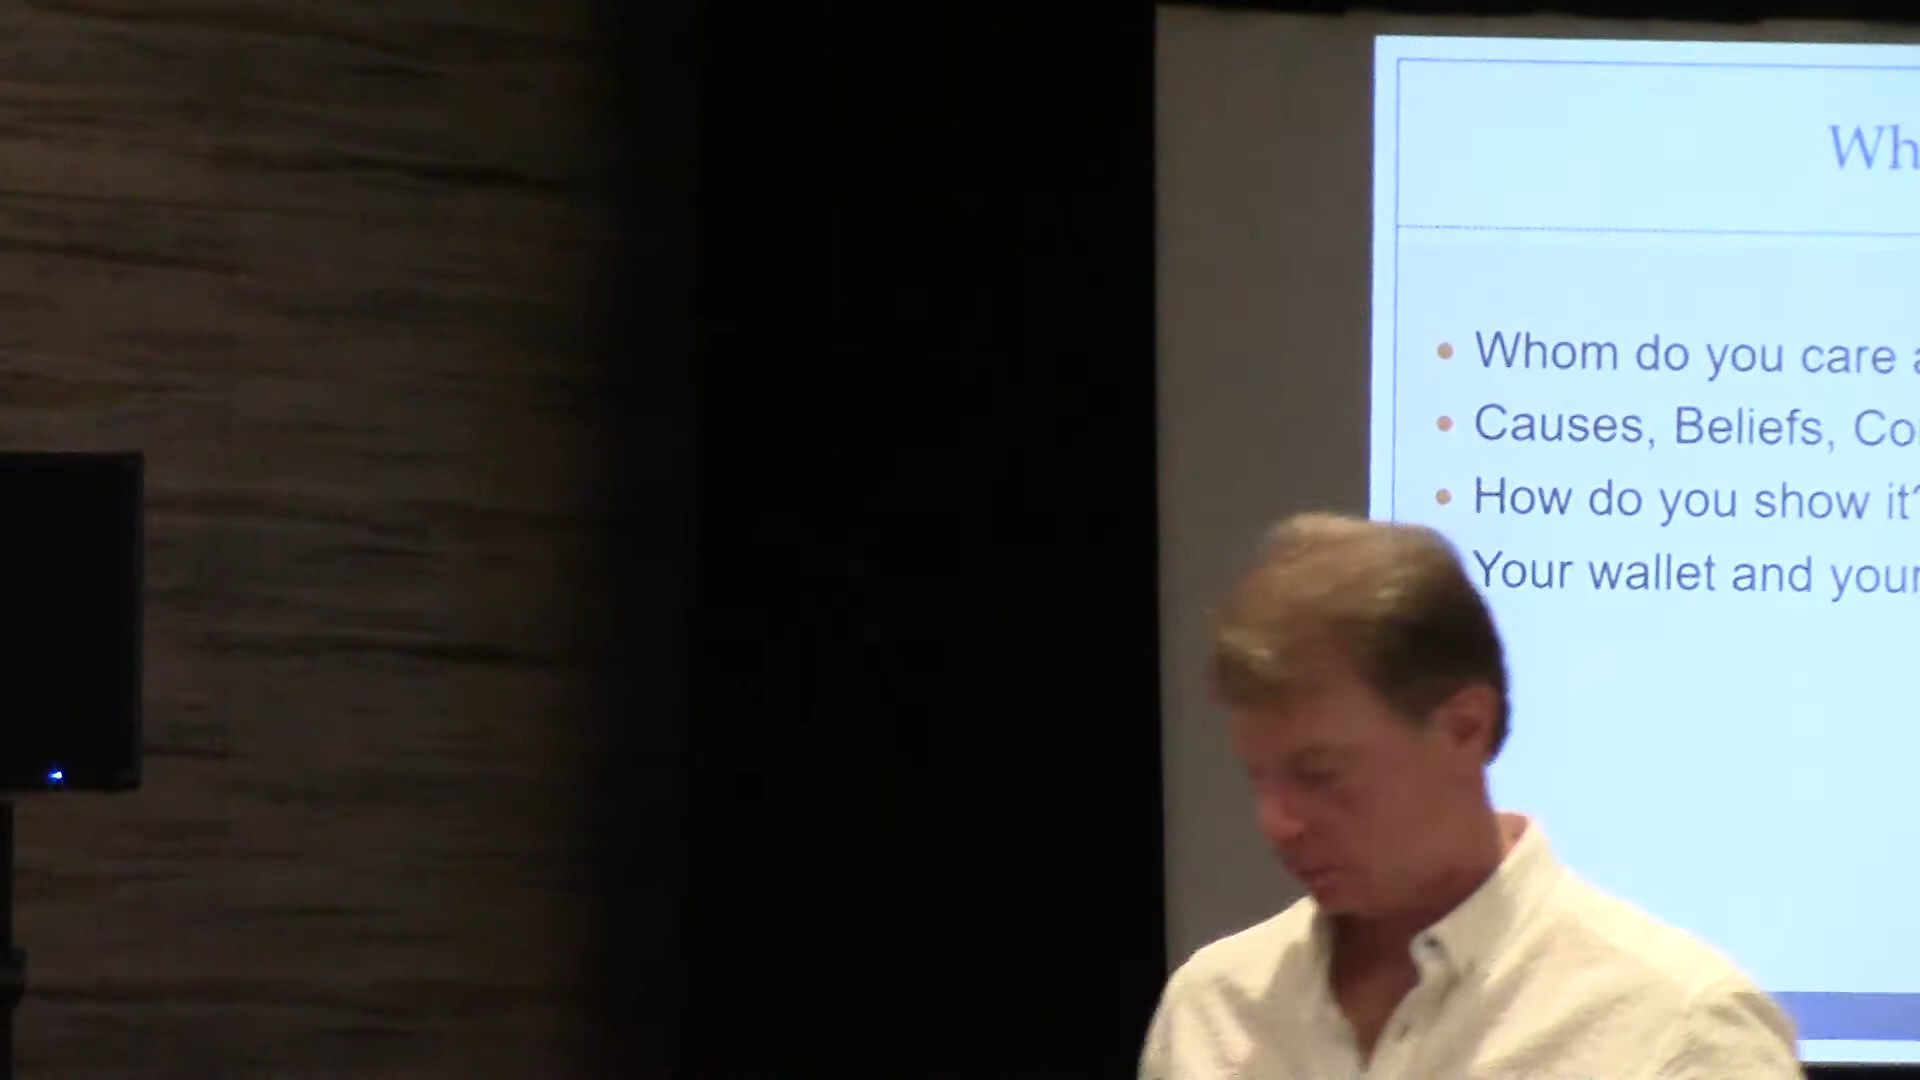 Wh
Whom do you care a
Causes, Beliefs, Co
How do you show it?
Your wallet and your